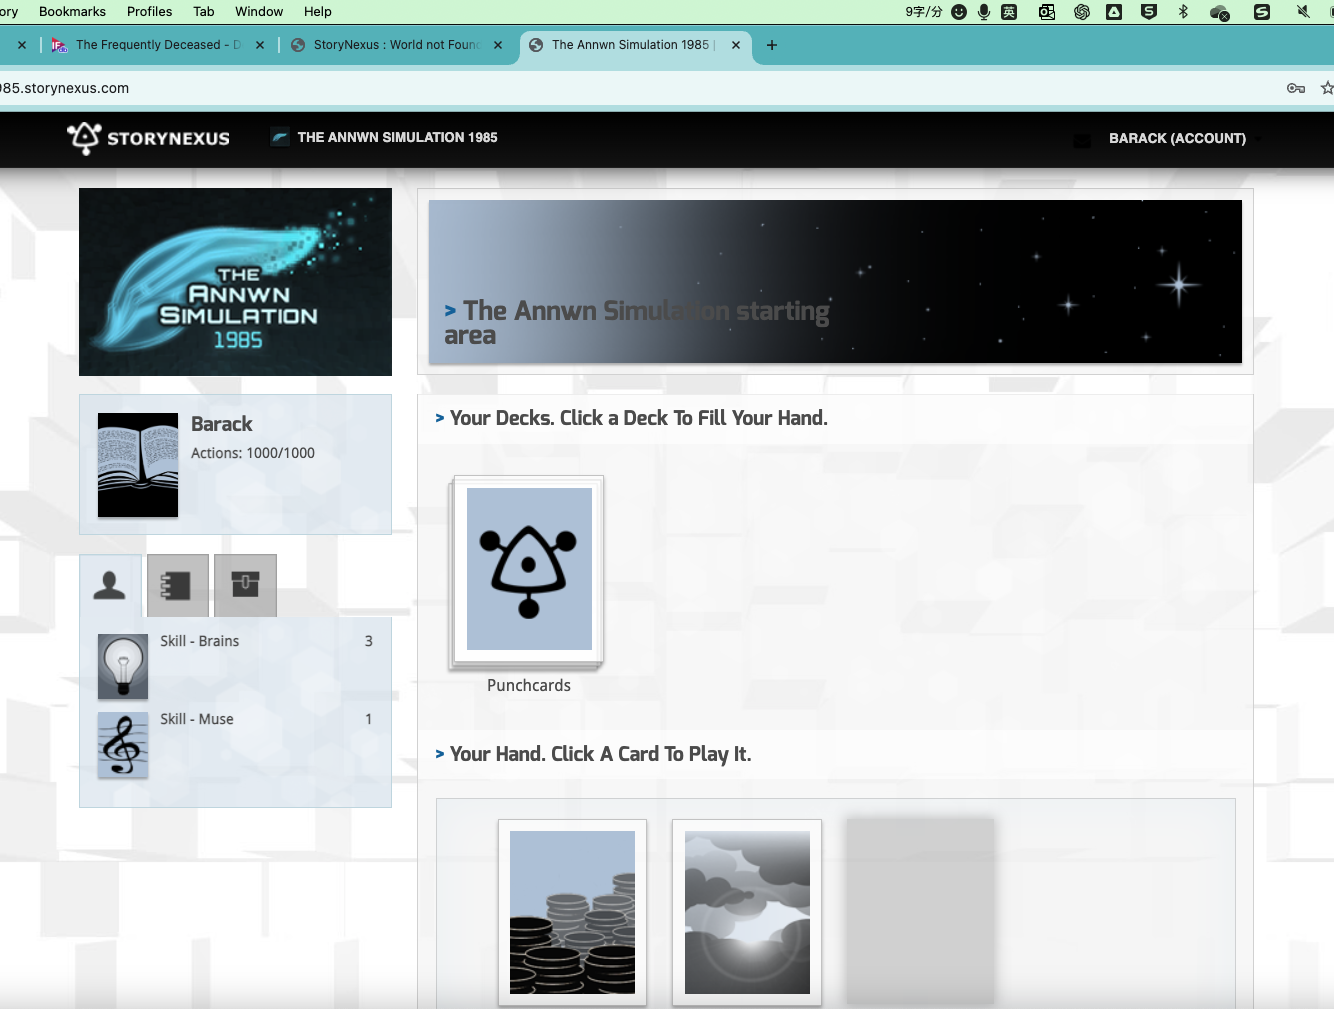 ory Bookmarks Profiles Tab Window Help 9字/分 英
The Frequently Deceased - D StoryNexus : World not Foun The Annwn Simulation 1985 |
985.storynexus.com
STORYNEXUS THE ANNWN SIMULATION 1985 BARACK (ACCOUNT)
THE
ANNWN
SIMULATION
1985
> The Annwn Simulation starting
area
Barack
Actions: 1000/1000
Skill - Brains 3
Skill - Muse 1
> Your Decks. Click a Deck To Fill Your Hand.
Punchcards
> Your Hand. Click A Card To Play It.